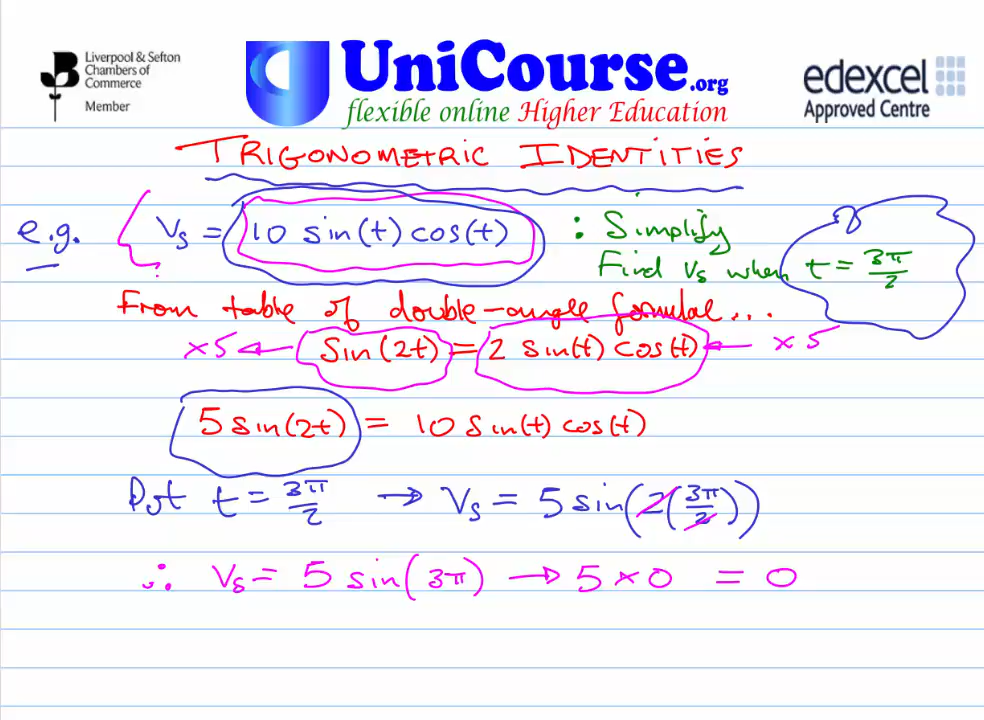 Liverpool & Sefton
Chambers of
Commerce
Member
UniCourse.org
flexible online Higher Education
edexcel
Approved Centre
TRIGONOMETRIC IDENTITIES
e.g. Vs = 10 sin(t) cos(t) : Simplify
Find Vs when t = 3π/2
From table of double-angle formulae...
×5 ← Sin(2t) = 2 sin(t) cos(t) ← ×5
5 sin(2t) = 10 sin(t) cos(t)
Put t = 3π/2 → Vs = 5 sin(2(3π/2))
∴ Vs = 5 sin(3π) → 5 × 0 = 0